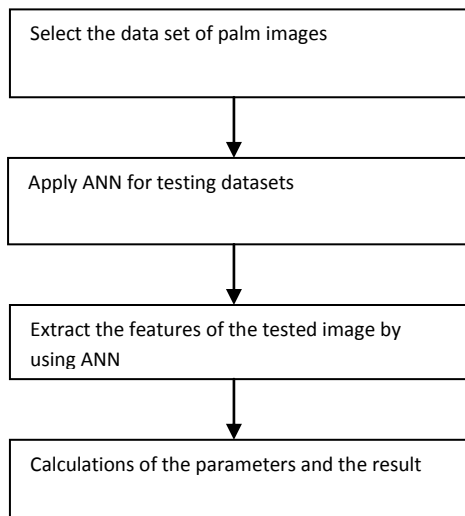 Select the data set of palm images
Apply ANN for testing datasets
Extract the features of the tested image by
using ANN
Calculations of the parameters and the result